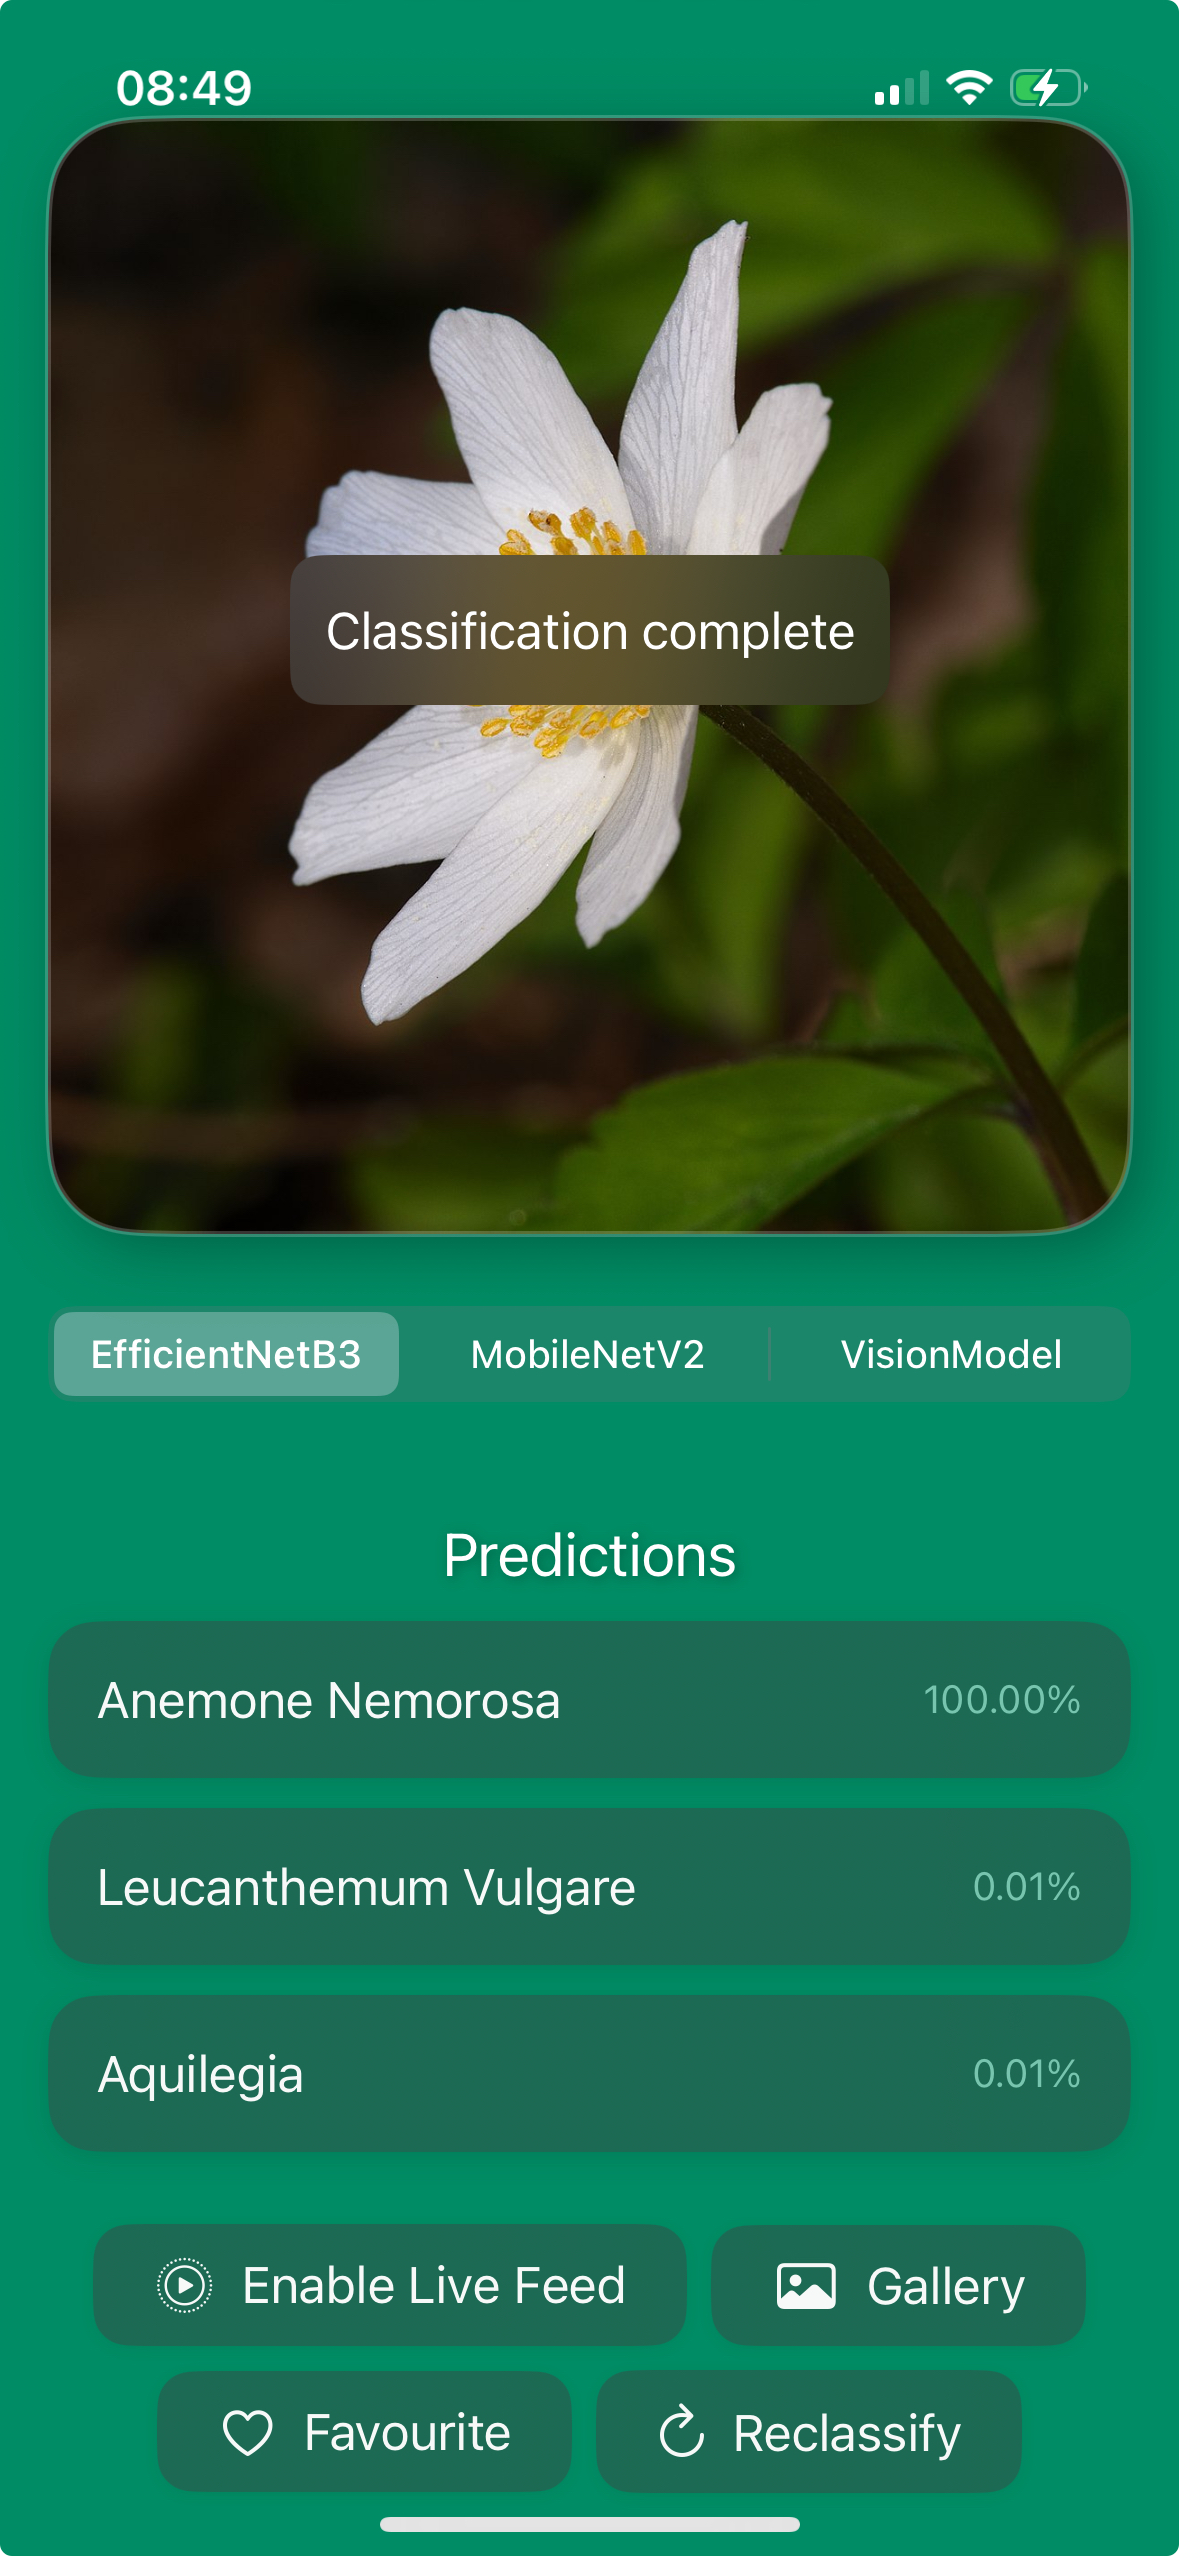 08:49
Classification complete
EfficientNetB3 MobileNetV2 VisionModel
Predictions
Anemone Nemorosa 100.00%
Leucanthemum Vulgare 0.01%
Aquilegia 0.01%
Enable Live Feed Gallery
Favourite Reclassify